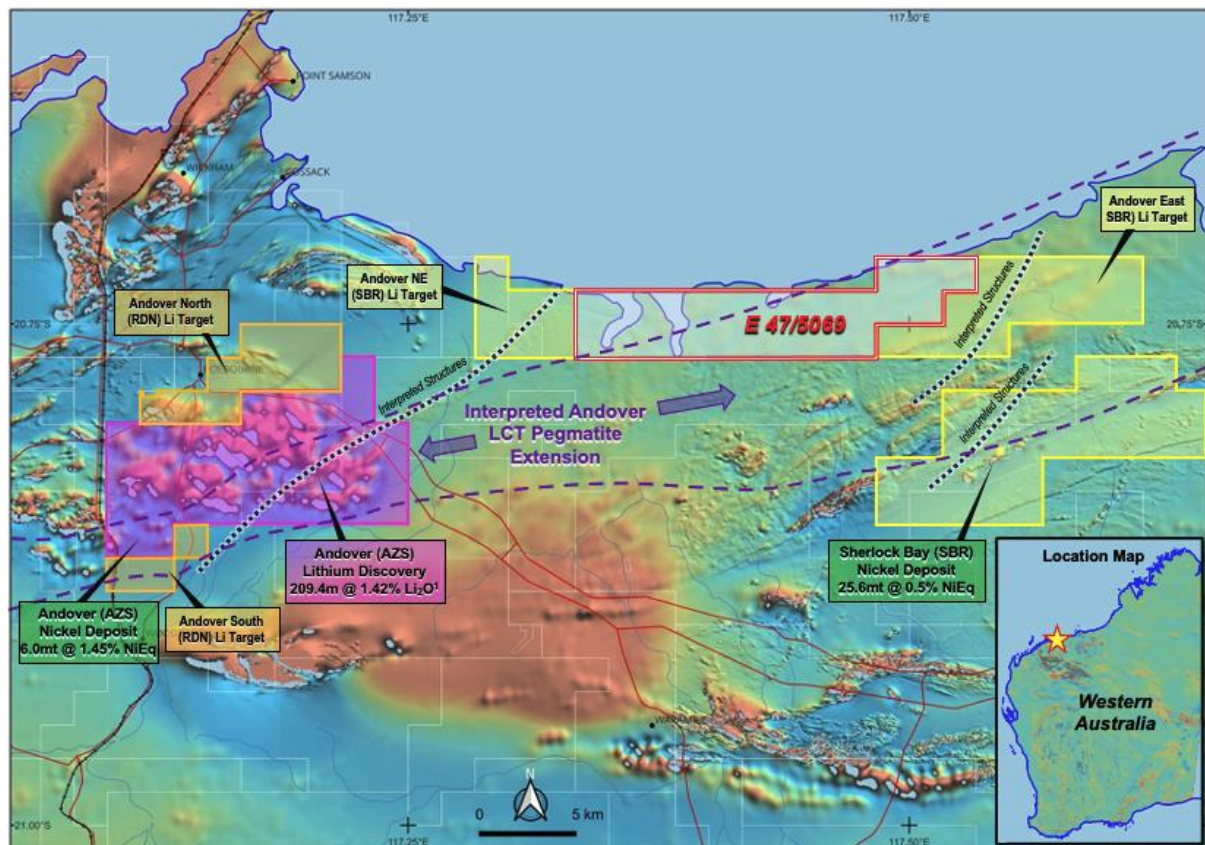 117.25°E
117.50°E
POINT SAMSON
WICKHAM
COSSACK
Andover East
SBR) Li Target
Andover NE
(SBR) Li Target
Interpreted Structures
Andover North
(RDN) Li Target
20.75°S
E 47/5069
20.75°S
Interpreted Structures
Interpreted Structures
Interpreted Andover
LCT Pegmatite
Extension
Andover (AZS)
Lithium Discovery
209.4m @ 1.42% Li₂O¹
Sherlock Bay (SBR)
Nickel Deposit
25.6mt @ 0.5% NiEq
Location Map
Andover (AZS)
Nickel Deposit
6.0mt @ 1.45% NiEq
Andover South
(RDN) Li Target
Western
Australia
N
0 5 km
21.00°S
117.25°E
117.50°E